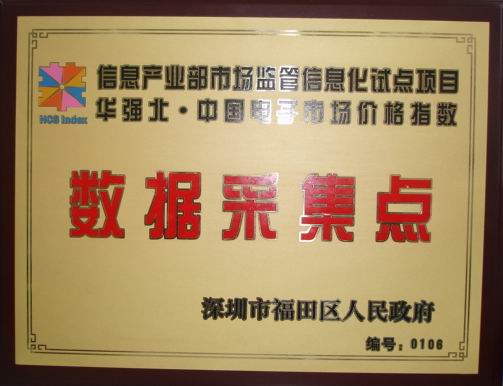 信息产业部市场监管信息化试点项目
华强北·中国电子市场价格指数
HCS Index
数据采集点
深圳市福田区人民政府
编号：0106